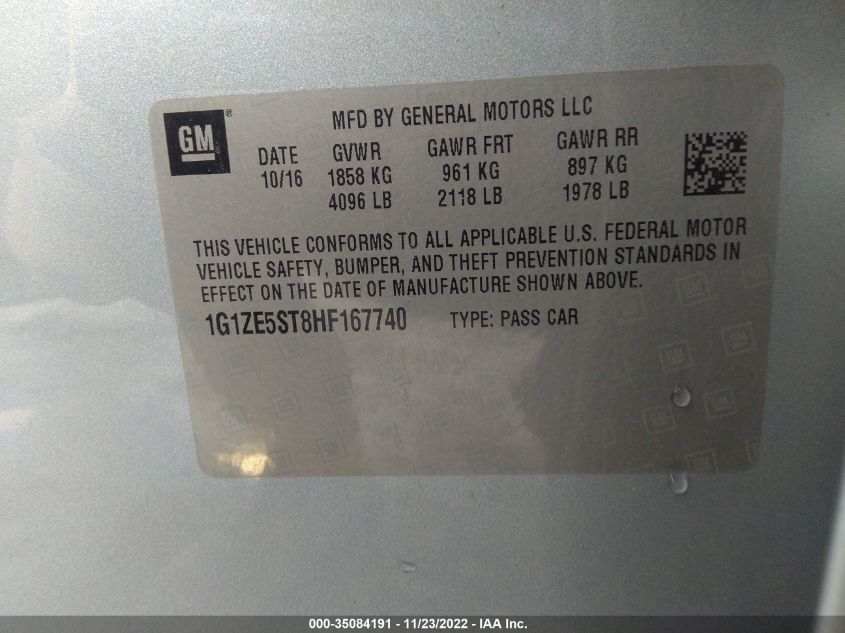 GM ®
MFD BY GENERAL MOTORS LLC
DATE GVWR GAWR FRT GAWR RR
10/16 1858 KG 961 KG 897 KG
4096 LB 2118 LB 1978 LB
THIS VEHICLE CONFORMS TO ALL APPLICABLE U.S. FEDERAL MOTOR
VEHICLE SAFETY, BUMPER, AND THEFT PREVENTION STANDARDS IN
EFFECT ON THE DATE OF MANUFACTURE SHOWN ABOVE.
1G1ZE5ST8HF167740 TYPE: PASS CAR
000-35084191 - 11/23/2022 - IAA Inc.